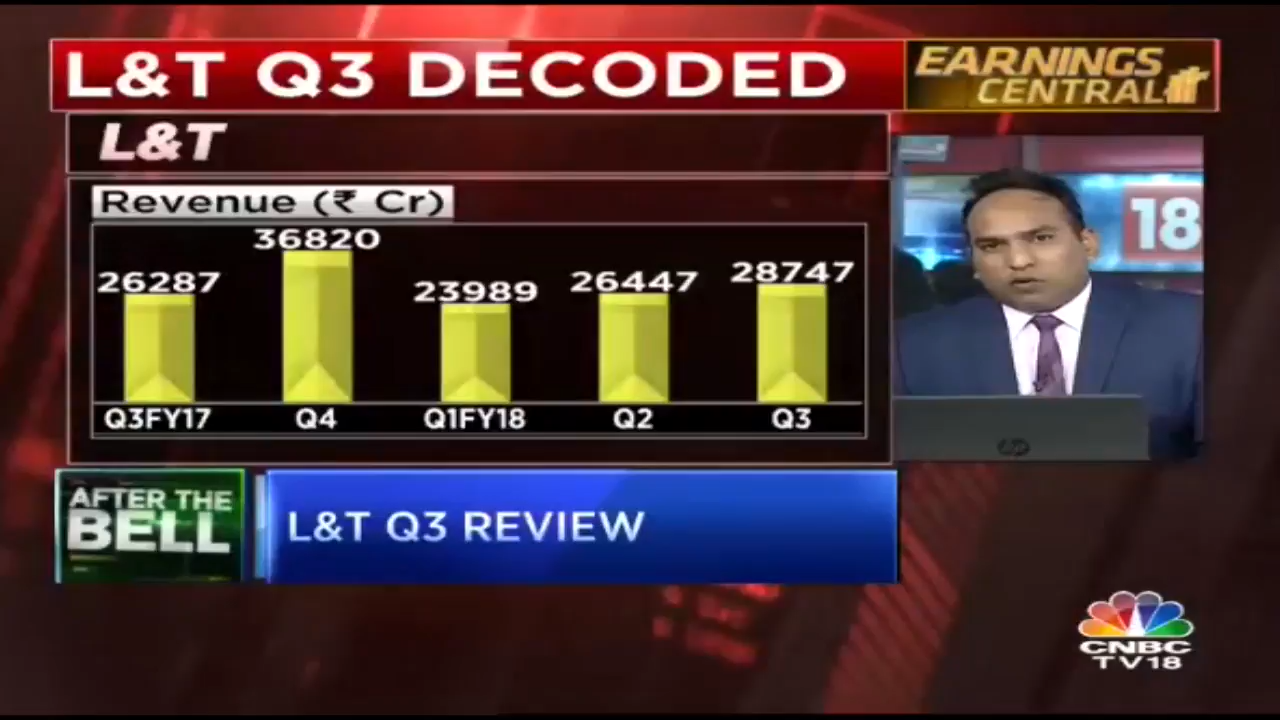 L&T Q3 DECODED
EARNINGS
CENTRAL
L&T
Revenue (₹ Cr)
26287
36820
23989
26447
28747
Q3FY17
Q4
Q1FY18
Q2
Q3
18
hp
AFTER THE
BELL
L&T Q3 REVIEW
CNBC
TV18